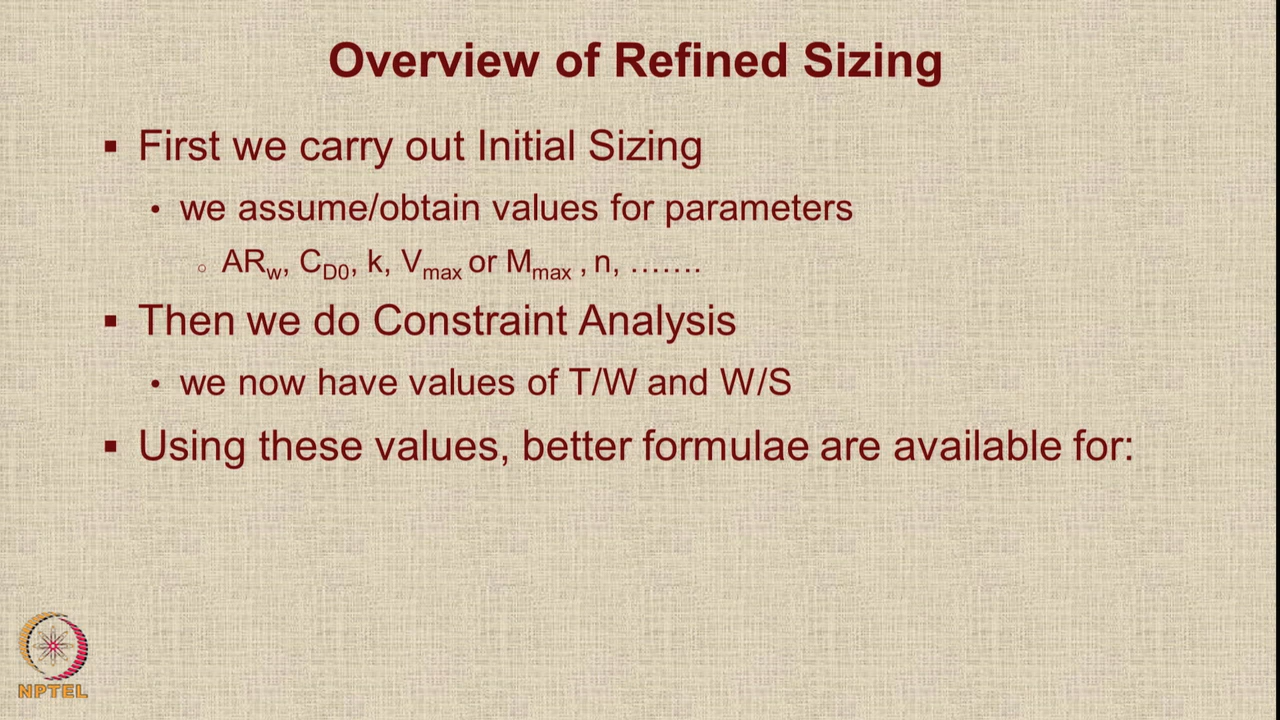 Overview of Refined Sizing
▪ First we carry out Initial Sizing
• we assume/obtain values for parameters
○ ARw, CD0, k, Vmax or Mmax , n, …….
▪ Then we do Constraint Analysis
• we now have values of T/W and W/S
▪ Using these values, better formulae are available for:
NPTEL